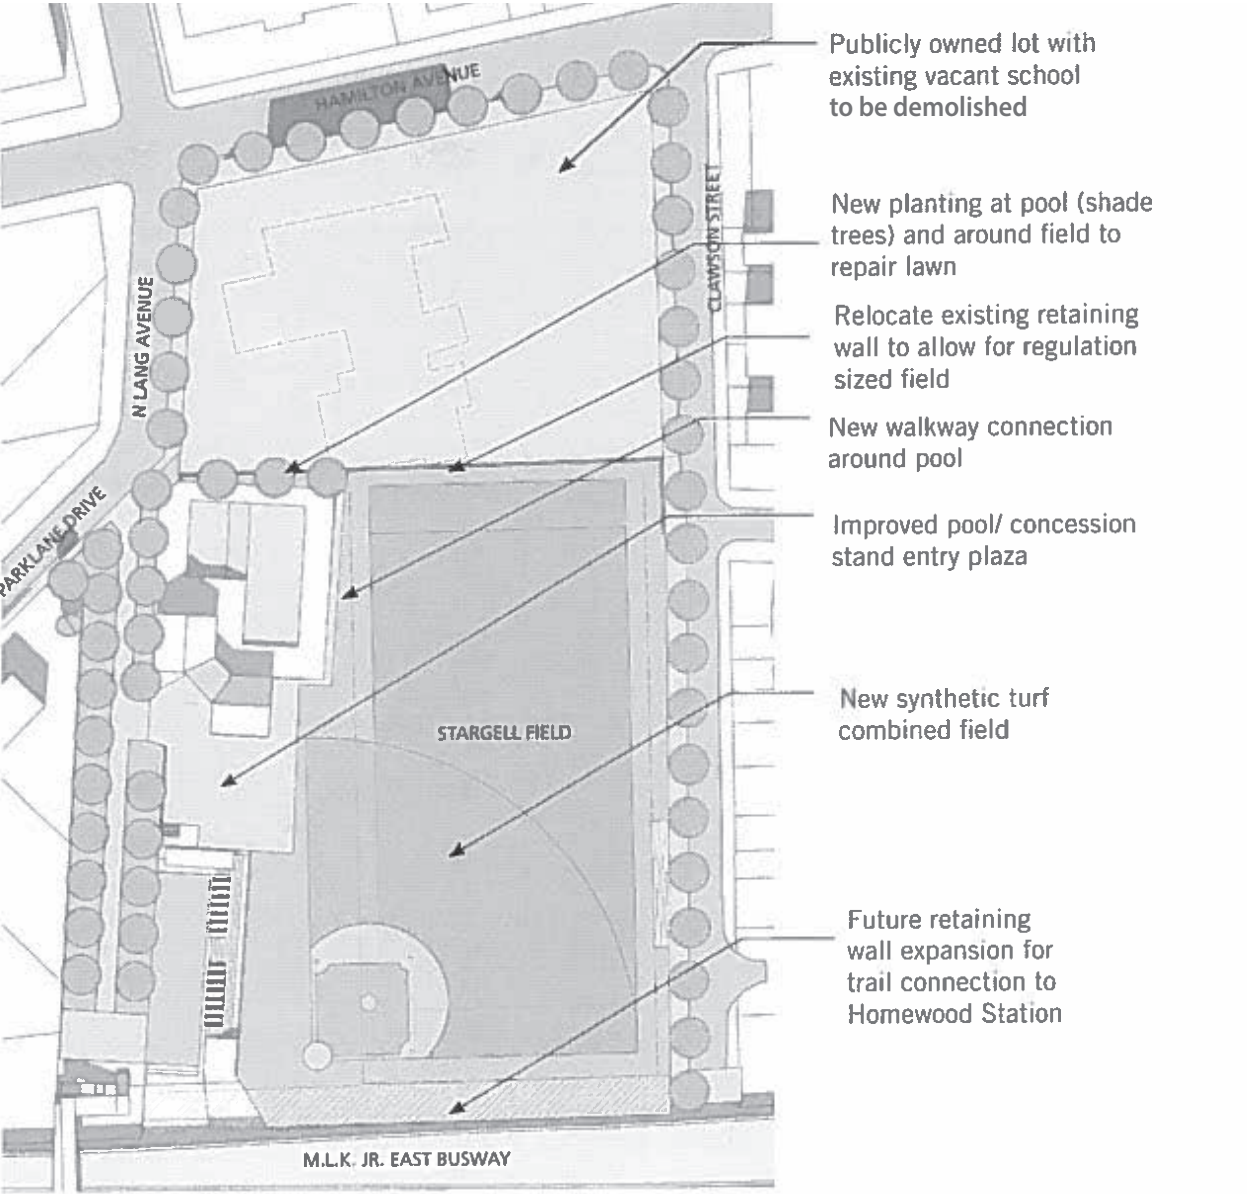 HAMILTON AVENUE
Publicly owned lot with
existing vacant school
to be demolished
CLAWSON STREET
New planting at pool (shade
trees) and around field to
repair lawn
N LANG AVENUE
Relocate existing retaining
wall to allow for regulation
sized field
New walkway connection
around pool
PARKLANE DRIVE
Improved pool/ concession
stand entry plaza
New synthetic turf
combined field
STARGELL FIELD
Future retaining
wall expansion for
trail connection to
Homewood Station
M.L.K. JR. EAST BUSWAY